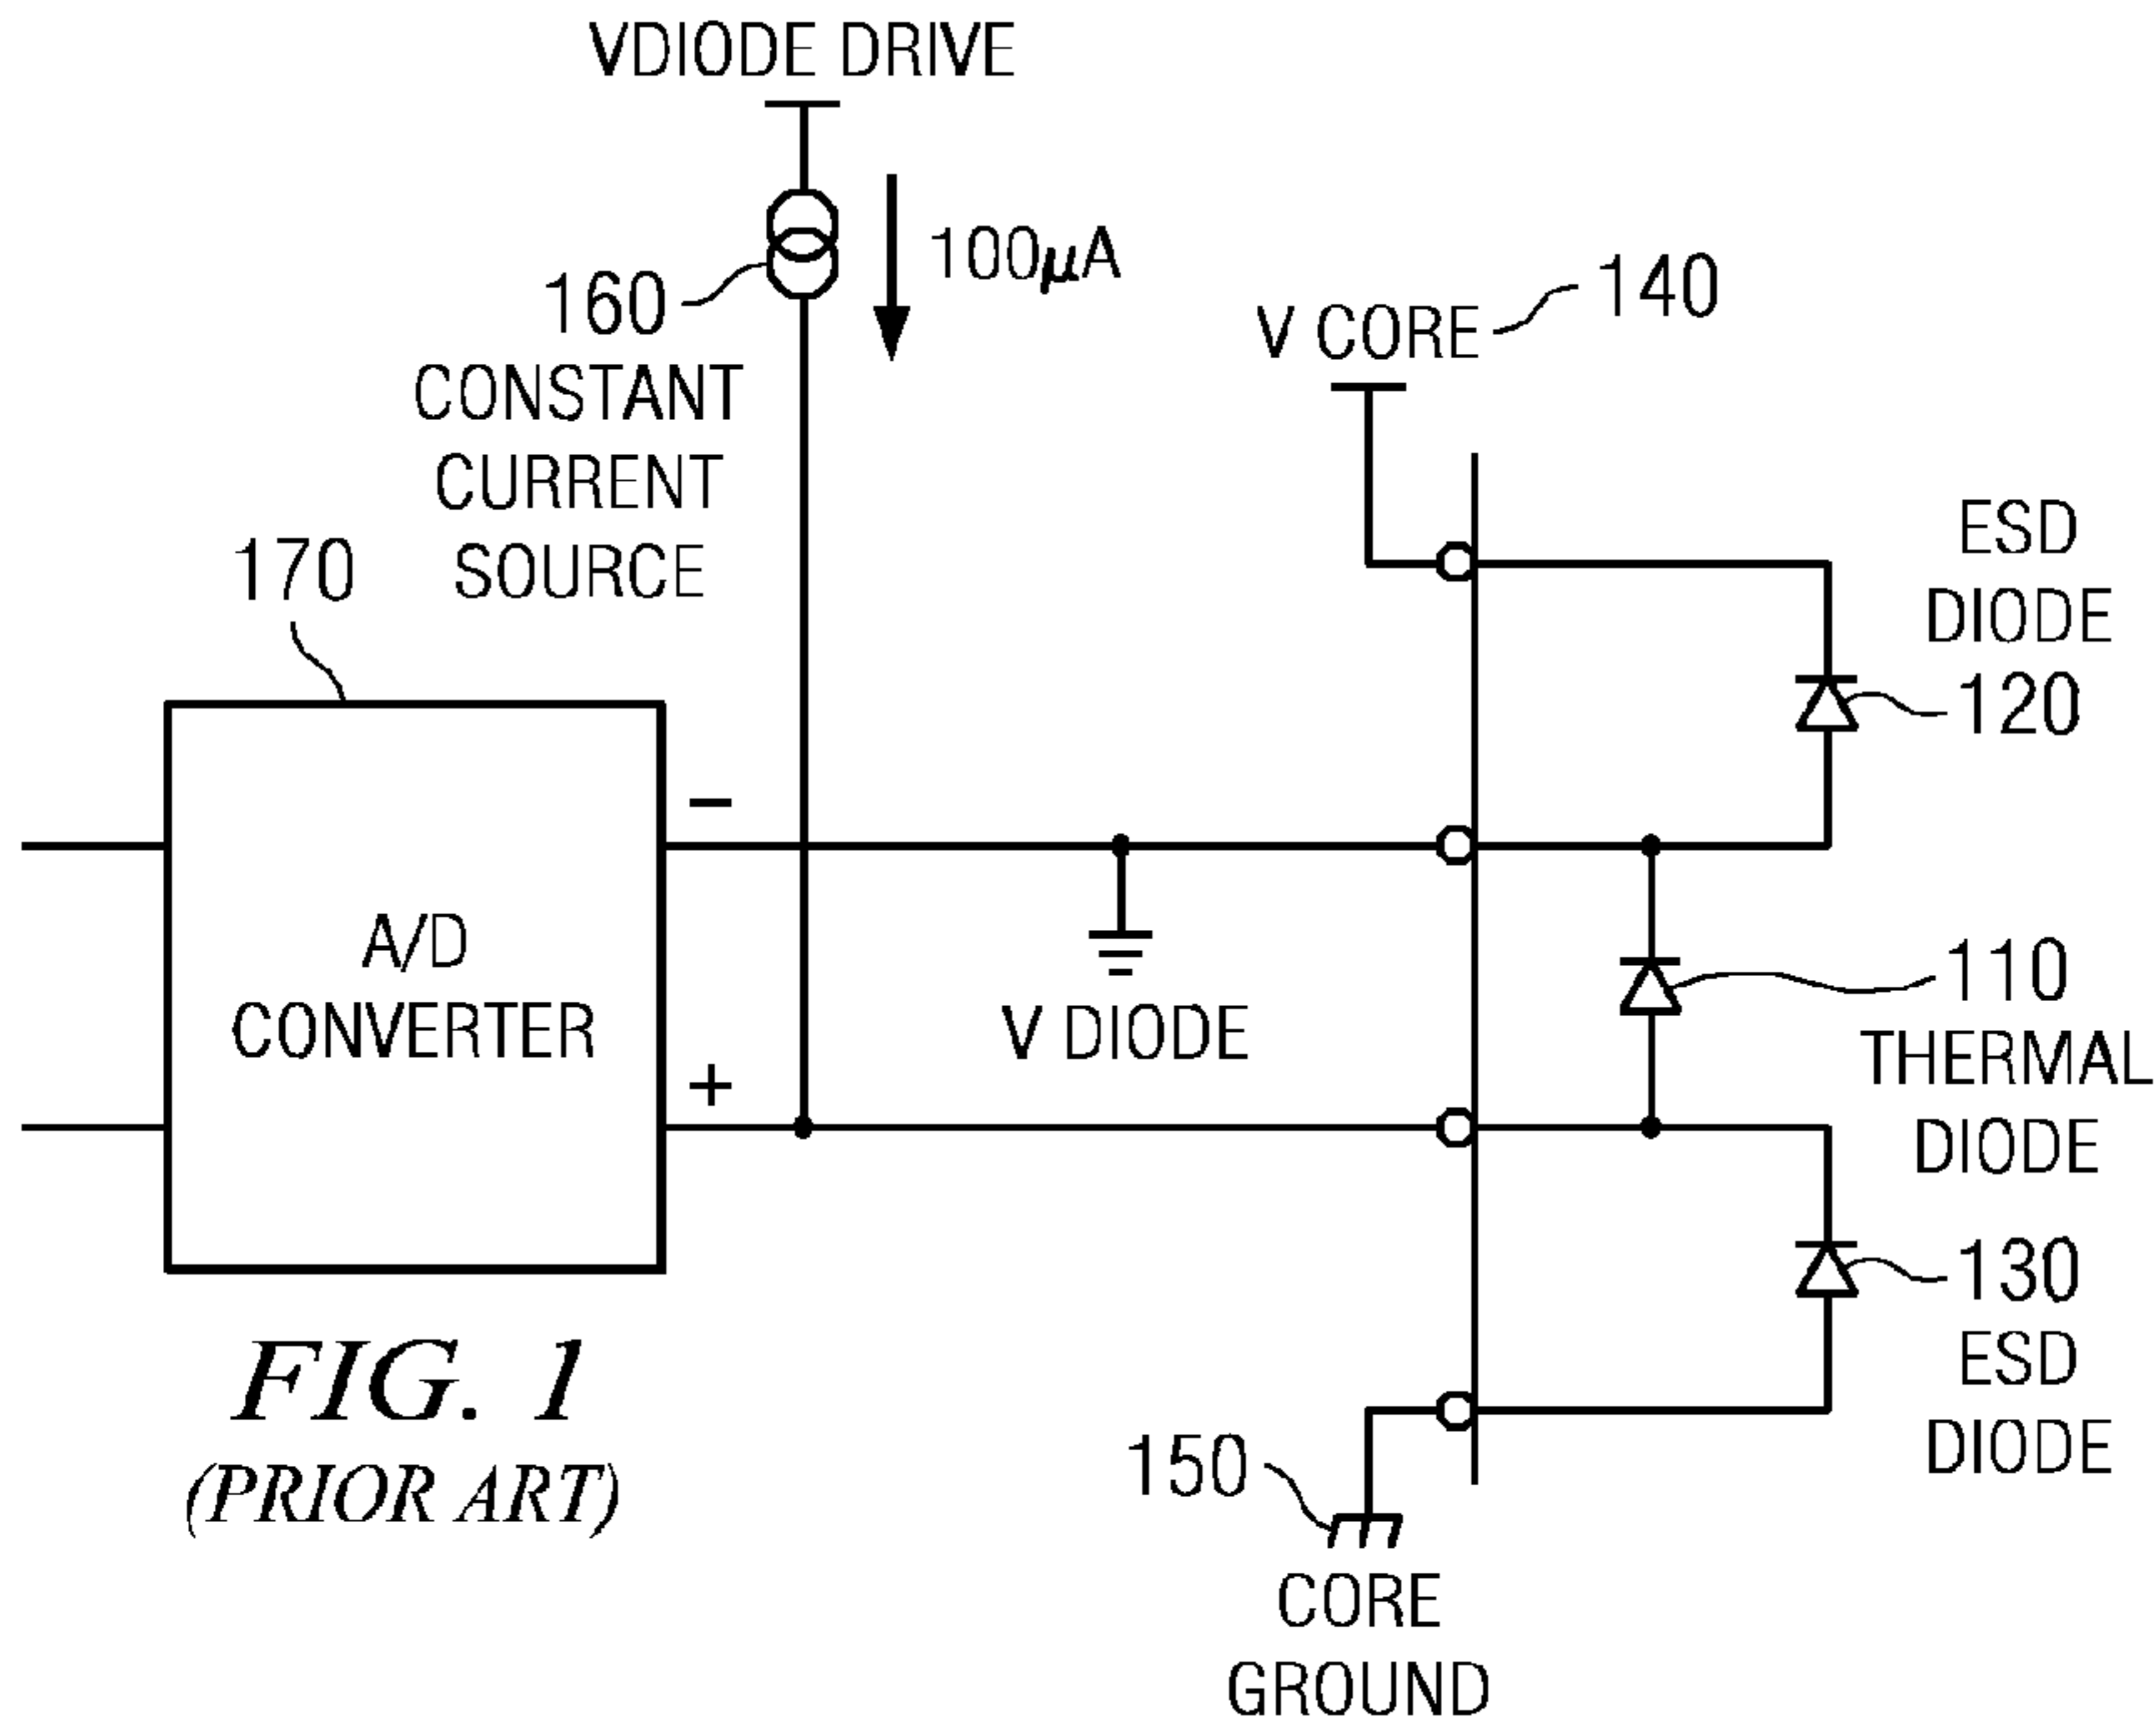 VDIODE DRIVE
100µA
160
CONSTANT
CURRENT
SOURCE
140
V CORE
170
ESD
DIODE
120
−
A/D
CONVERTER
+
V DIODE
110
THERMAL
DIODE
130
ESD
DIODE
150
CORE
GROUND
FIG. 1
(PRIOR ART)